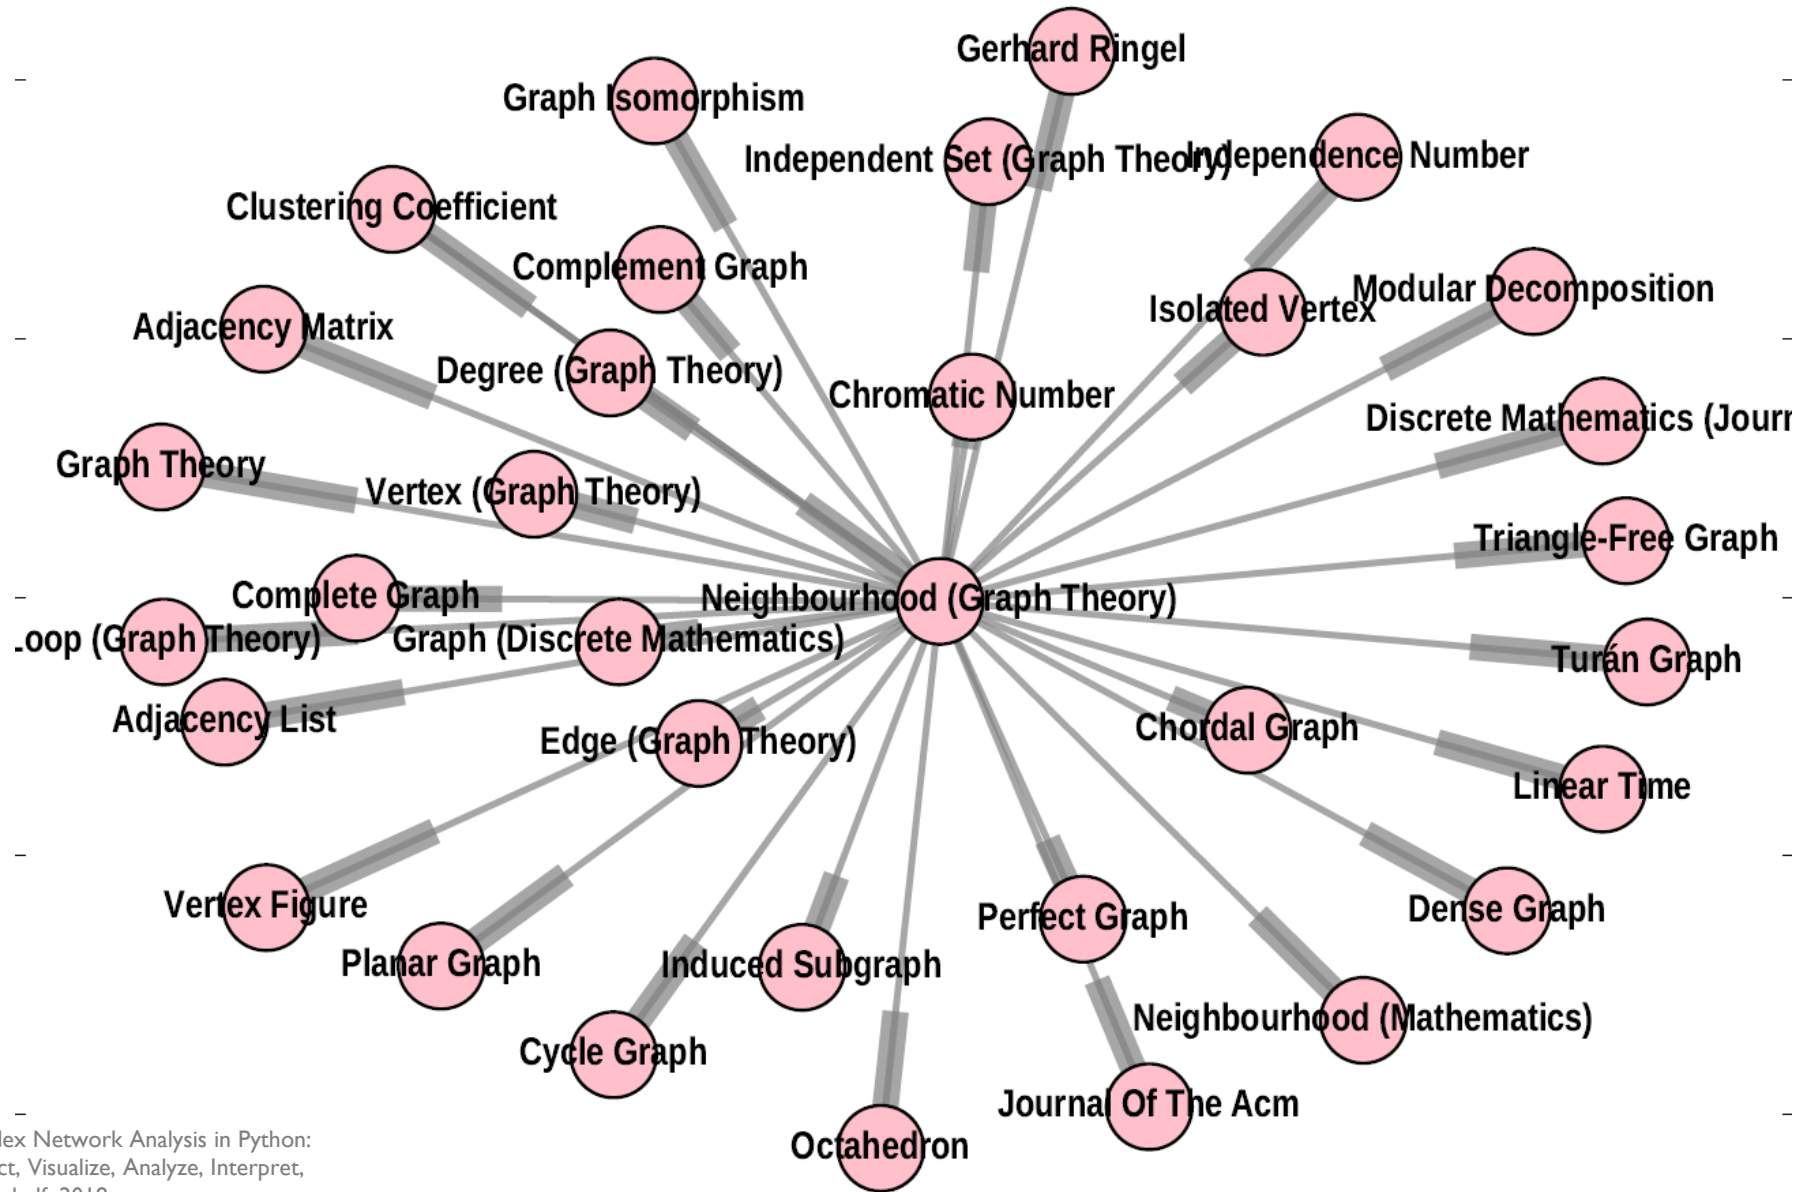 Gerhard Ringel
Graph Isomorphism
Independent Set (Graph Theory)
Independence Number
Clustering Coefficient
Complement Graph
Modular Decomposition
Isolated Vertex
Adjacency Matrix
Degree (Graph Theory)
Chromatic Number
Discrete Mathematics (Jour
Graph Theory
Vertex (Graph Theory)
Triangle-Free Graph
Complete Graph
Neighbourhood (Graph Theory)
oop (Graph Theory)
Graph (Discrete Mathematics)
Turán Graph
Adjacency List
Edge (Graph Theory)
Chordal Graph
Linear Time
Vertex Figure
Perfect Graph
Dense Graph
Planar Graph
Induced Subgraph
Neighbourhood (Mathematics)
Cycle Graph
Journal Of The Acm
Octahedron
lex Network Analysis in Python:
ct, Visualize, Analyze, Interpret,